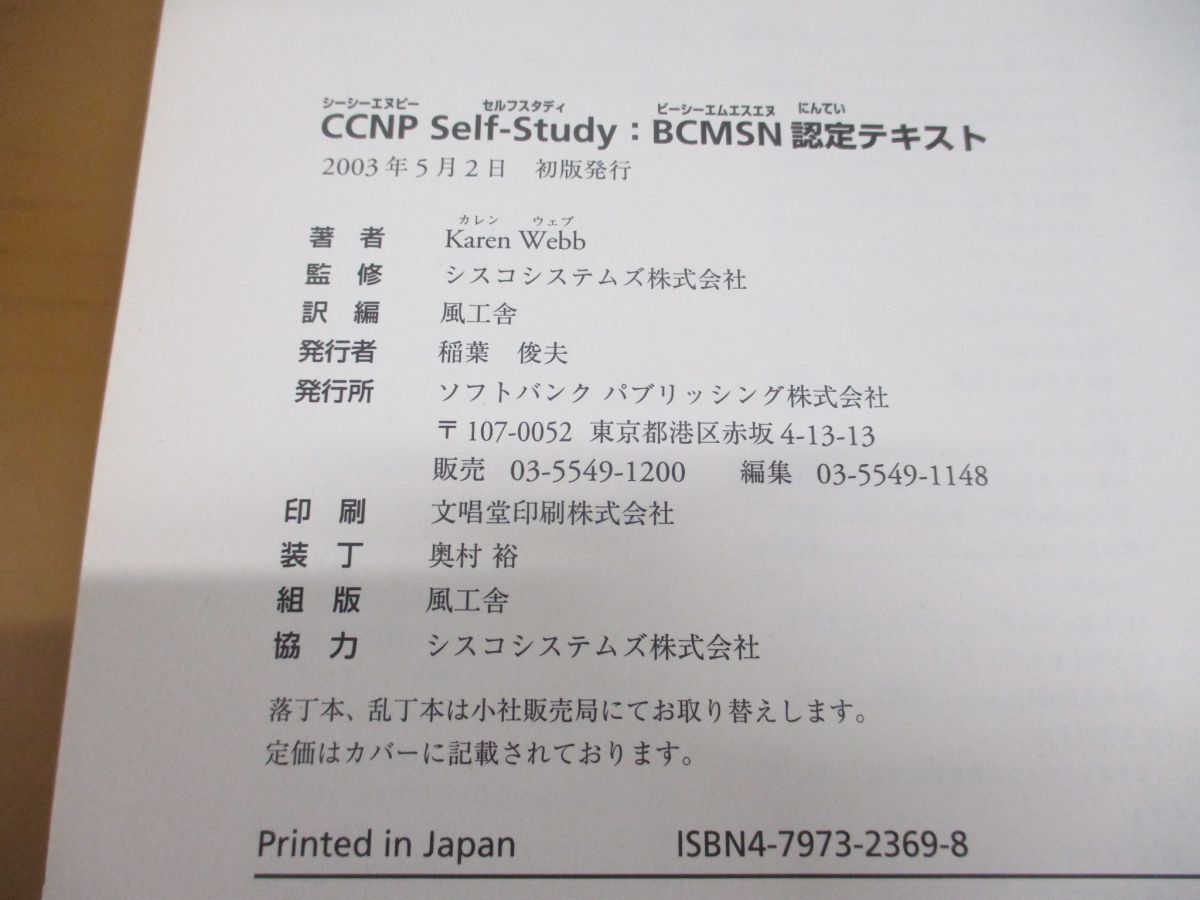 シーシーエヌピー セルフスタディ ビーシーエムエスエヌ にんてい
CCNP Self-Study：BCMSN 認定テキスト
2003年5月2日 初版発行
カレン ウェブ
著 者 Karen Webb
監 修 シスコシステムズ株式会社
訳 編 風工舎
発行者 稲葉 俊夫
発行所 ソフトバンク パブリッシング株式会社
〒107-0052 東京都港区赤坂4-13-13
販売 03-5549-1200 編集 03-5549-1148
印 刷 文唱堂印刷株式会社
装 丁 奥村 裕
組 版 風工舎
協 力 シスコシステムズ株式会社
落丁本、乱丁本は小社販売局にてお取り替えします。
定価はカバーに記載されております。
Printed in Japan ISBN4-7973-2369-8